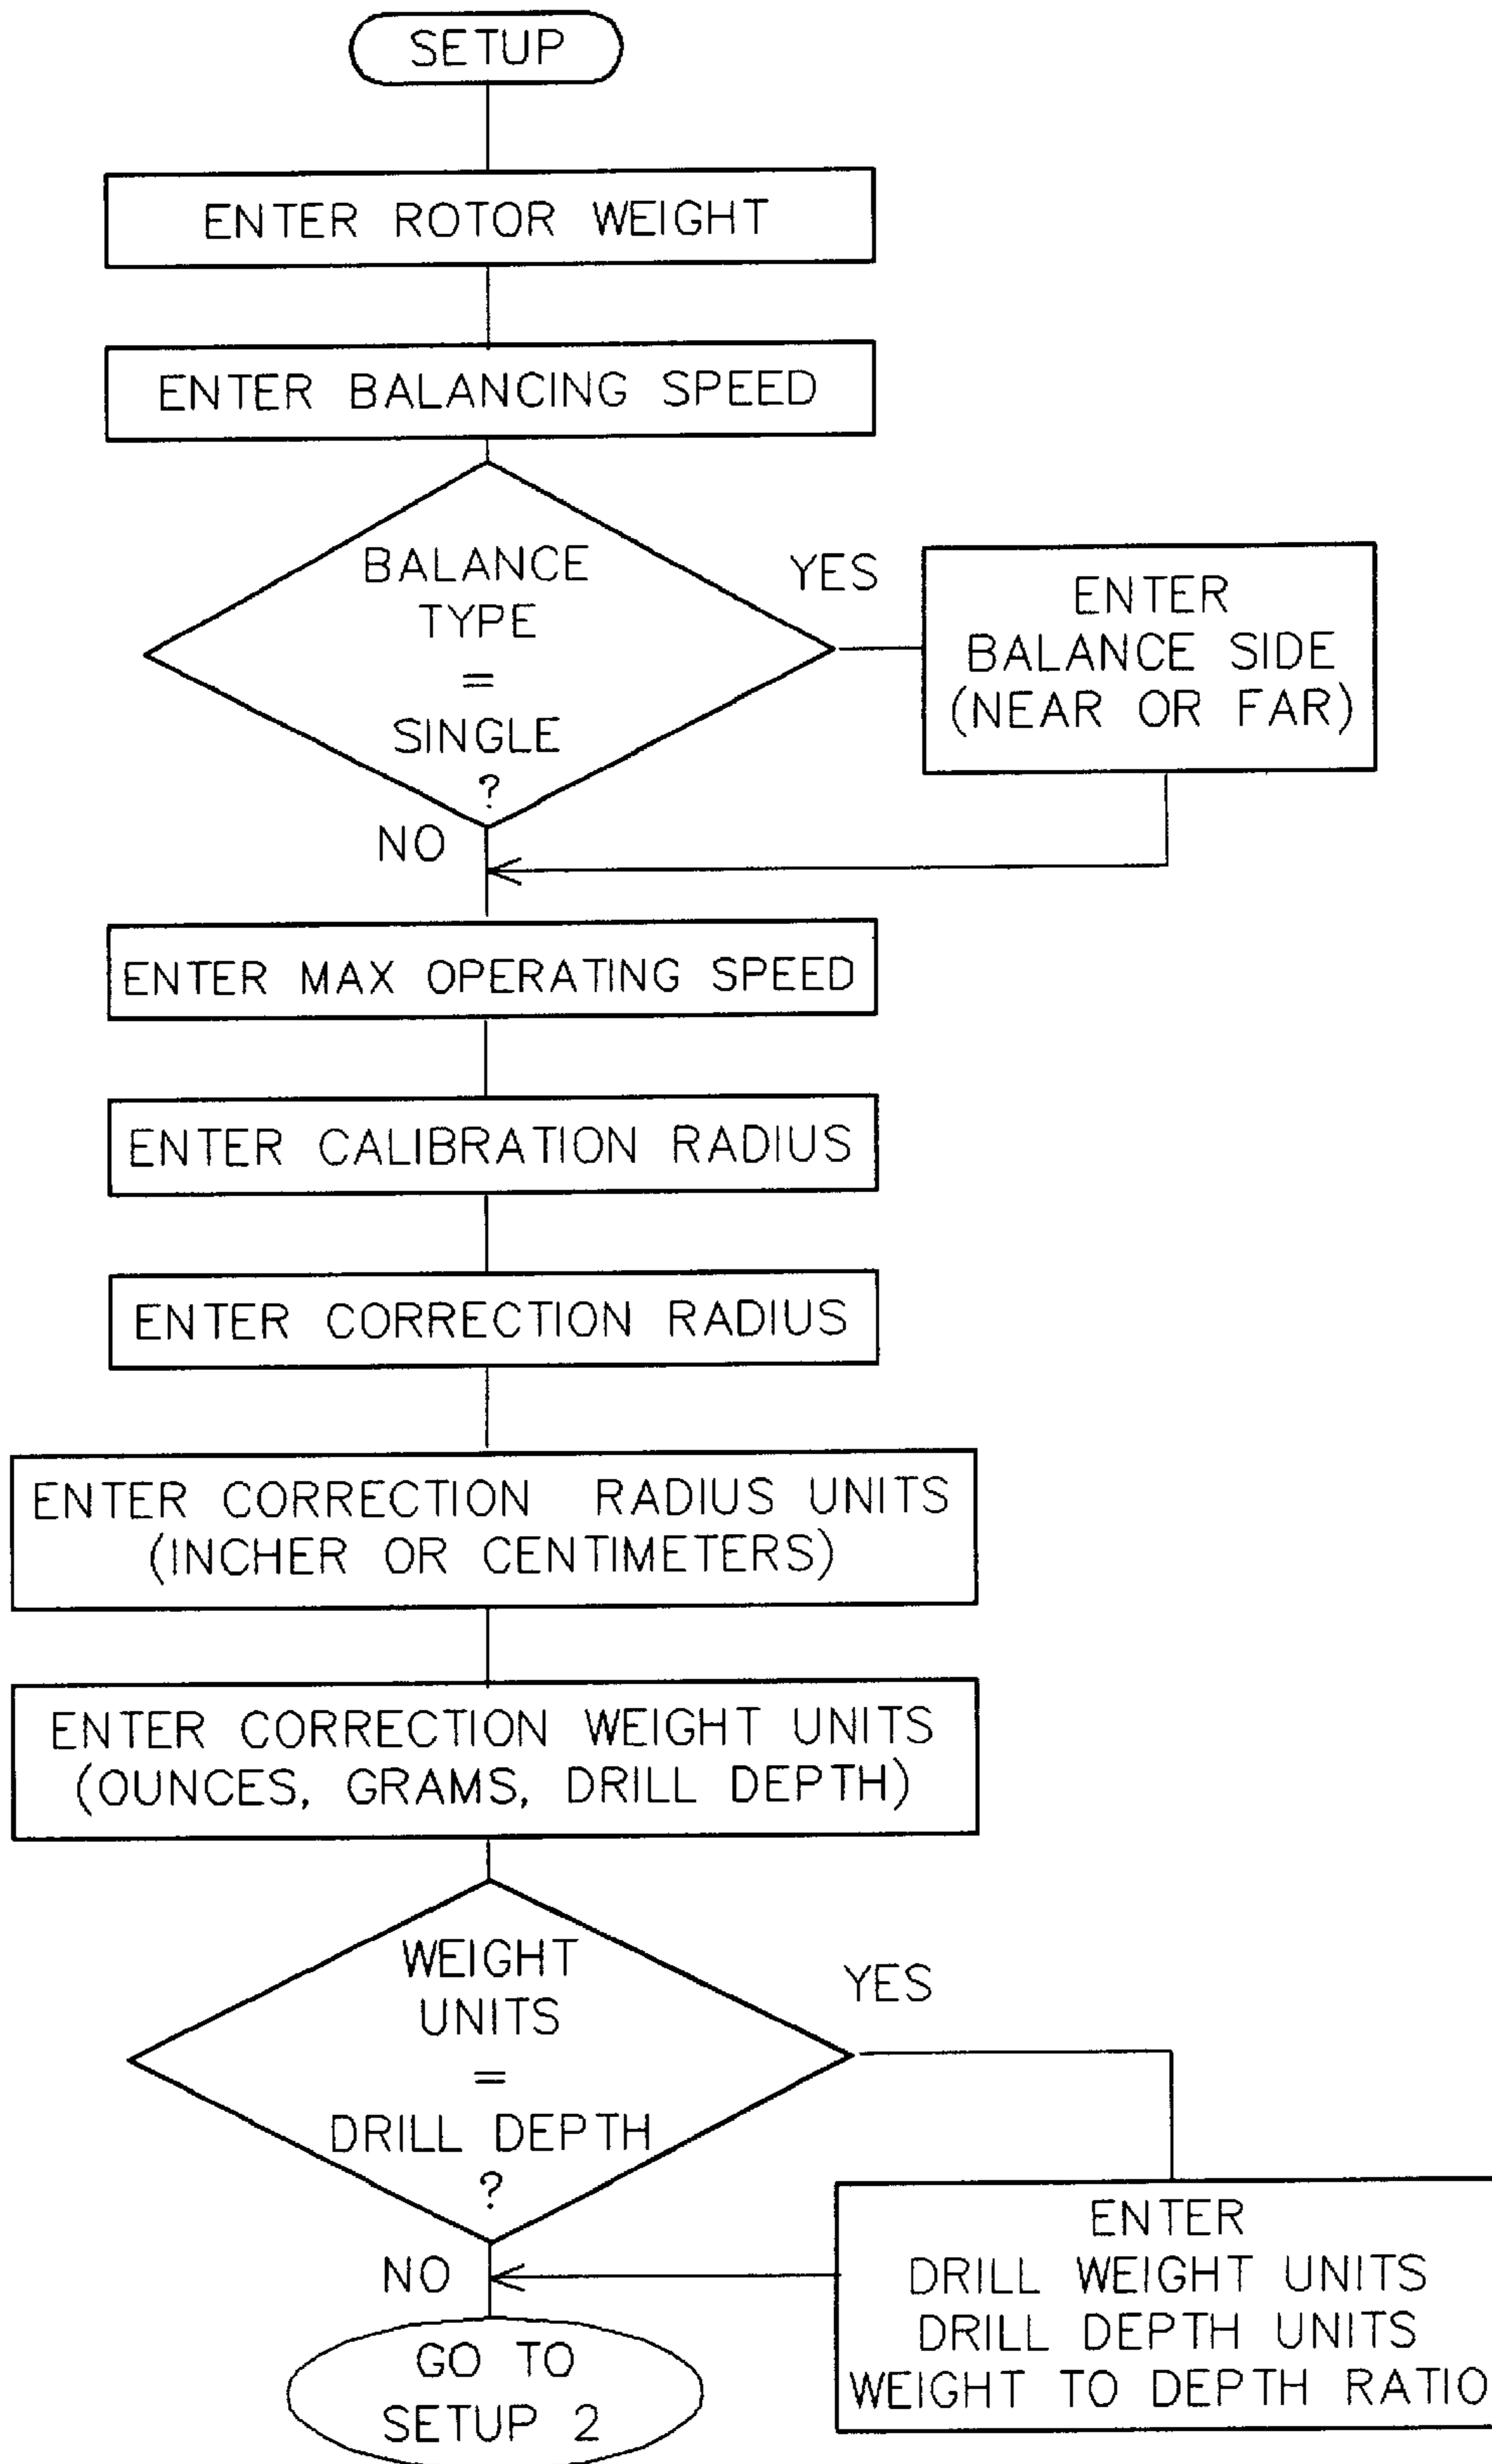 SETUP
ENTER ROTOR WEIGHT
ENTER BALANCING SPEED
BALANCE
TYPE
=
SINGLE
?
YES
ENTER
BALANCE SIDE
(NEAR OR FAR)
NO
ENTER MAX OPERATING SPEED
ENTER CALIBRATION RADIUS
ENTER CORRECTION RADIUS
ENTER CORRECTION RADIUS UNITS
(INCHER OR CENTIMETERS)
ENTER CORRECTION WEIGHT UNITS
(OUNCES, GRAMS, DRILL DEPTH)
WEIGHT
UNITS
=
DRILL DEPTH
?
YES
ENTER
DRILL WEIGHT UNITS
DRILL DEPTH UNITS
WEIGHT TO DEPTH RATIO
NO
GO TO
SETUP 2